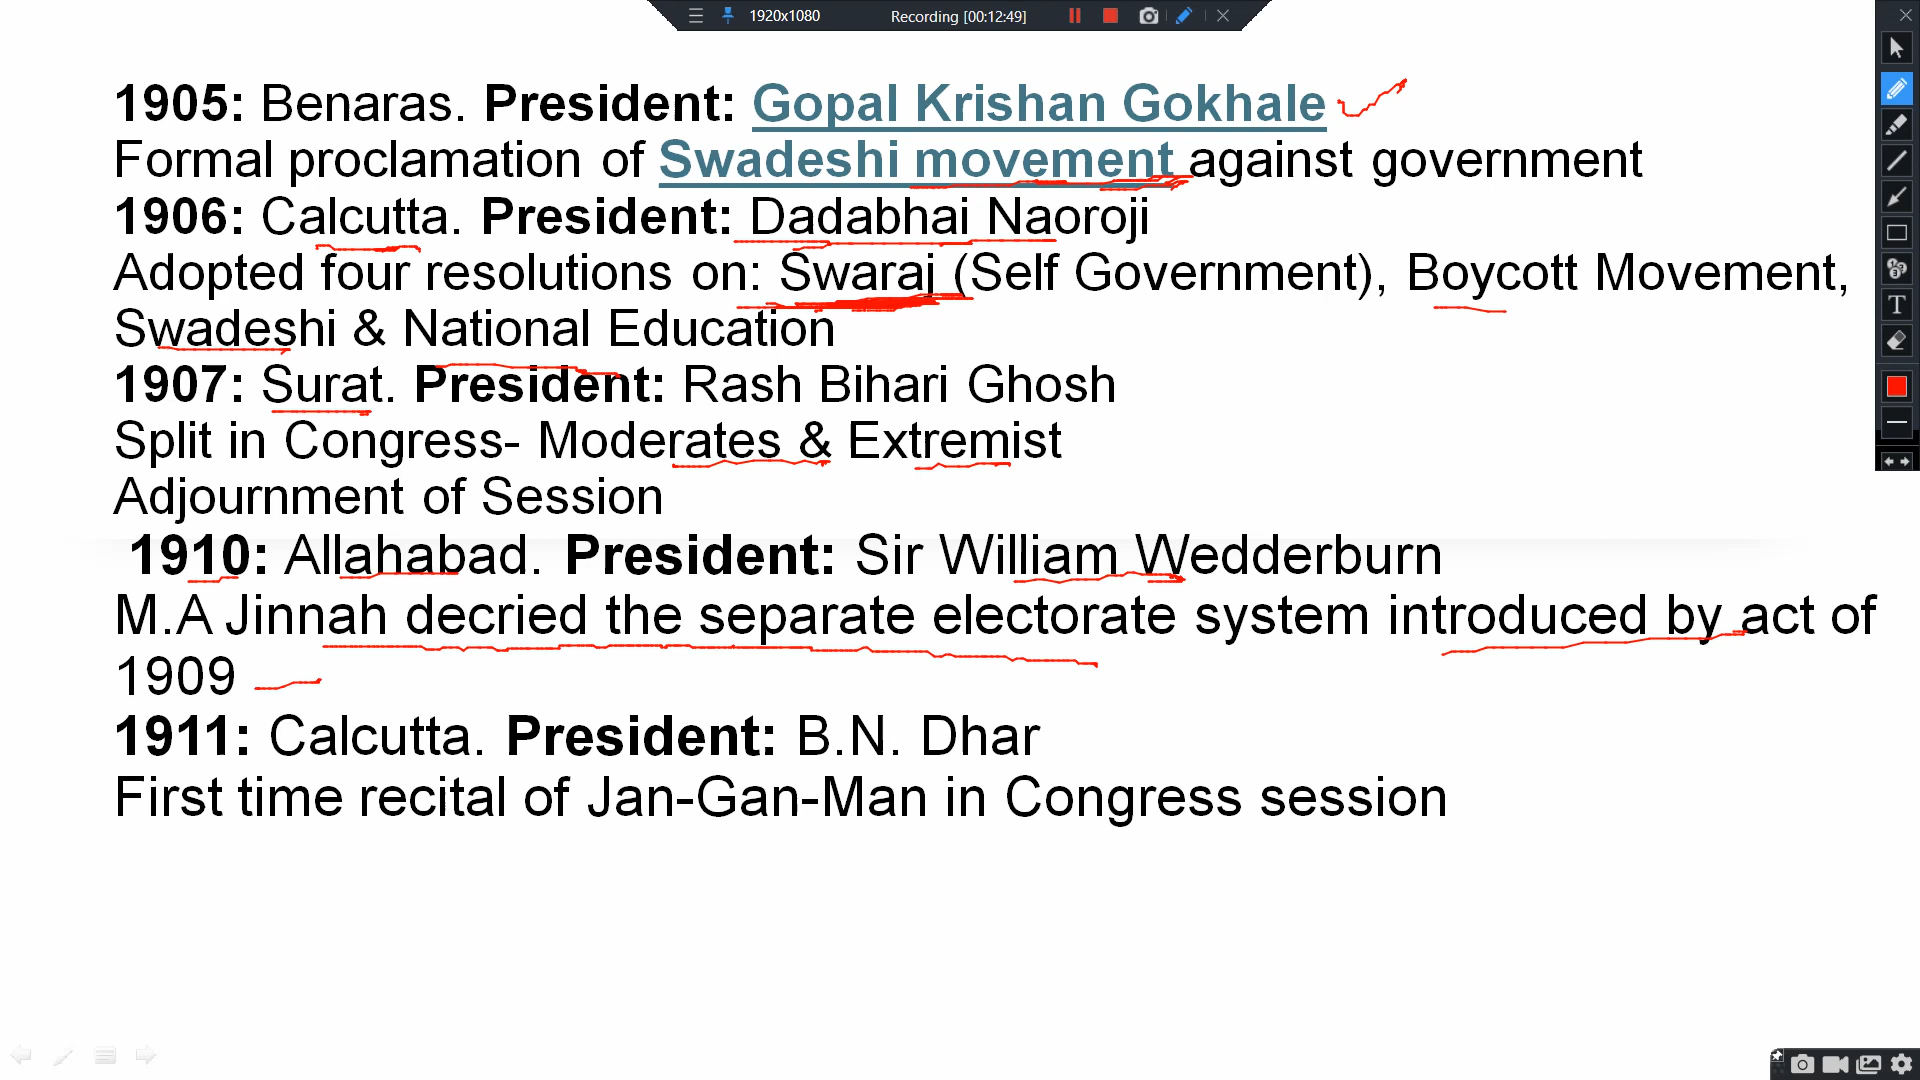 1920x1080 Recording [00:12:49]
1905: Benaras. President: Gopal Krishan Gokhale
Formal proclamation of Swadeshi movement against government
1906: Calcutta. President: Dadabhai Naoroji
Adopted four resolutions on: Swaraj (Self Government), Boycott Movement,
Swadeshi & National Education
1907: Surat. President: Rash Bihari Ghosh
Split in Congress- Moderates & Extremist
Adjournment of Session
1910: Allahabad. President: Sir William Wedderburn
M.A Jinnah decried the separate electorate system introduced by act of
1909
1911: Calcutta. President: B.N. Dhar
First time recital of Jan-Gan-Man in Congress session